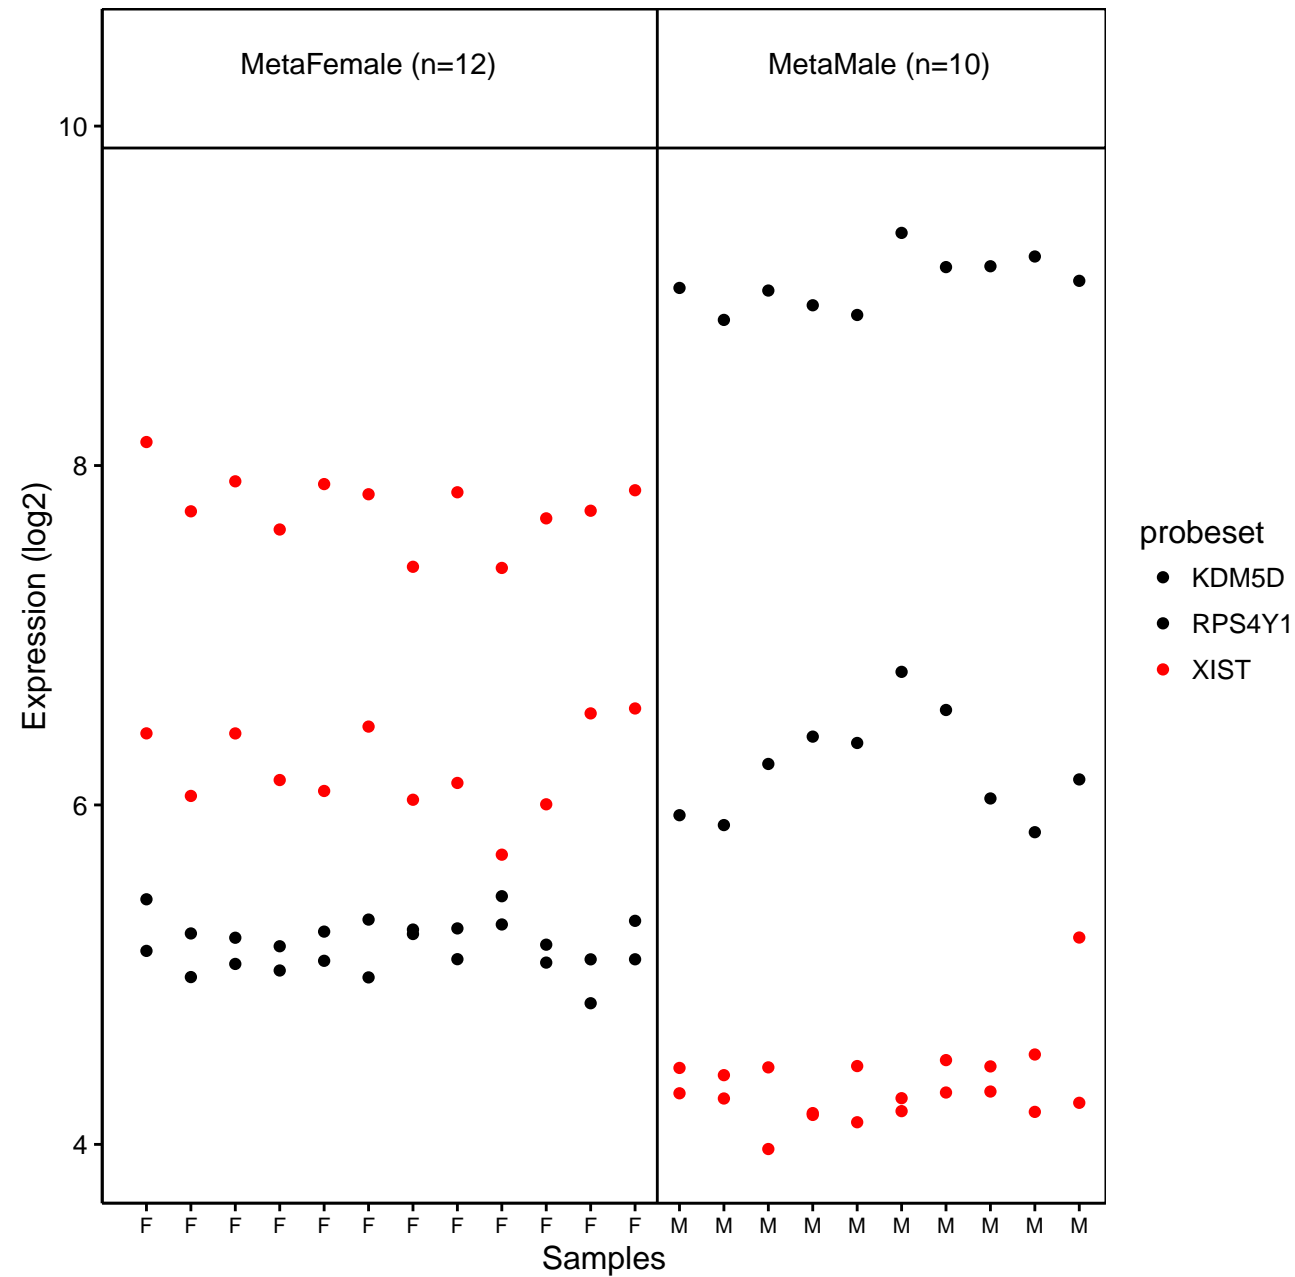 MetaFemale (n=12)
MetaMale (n=10)
10
8
6
4
Expression (log2)
F F F F F F F F F F F F M M M M M M M M M M
Samples
probeset
KDM5D
RPS4Y1
XIST